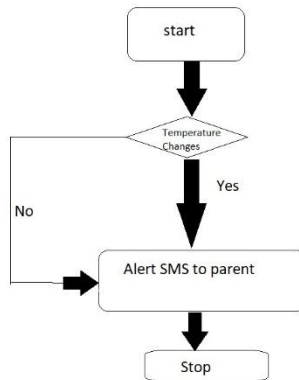 start
Temperature
Changes
Yes
No
Alert SMS to parent
Stop